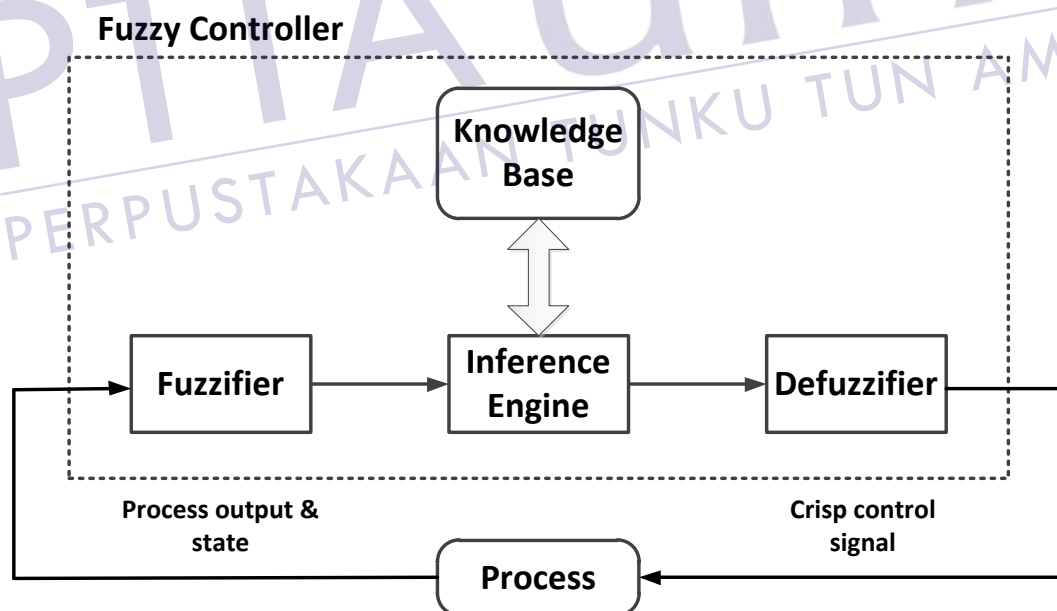 PTTA
PERPUSTAKAAN TUNKU TUN AM
Fuzzy Controller
Knowledge
Base
Fuzzifier
Inference
Engine
Defuzzifier
Process output &
state
Crisp control
signal
Process